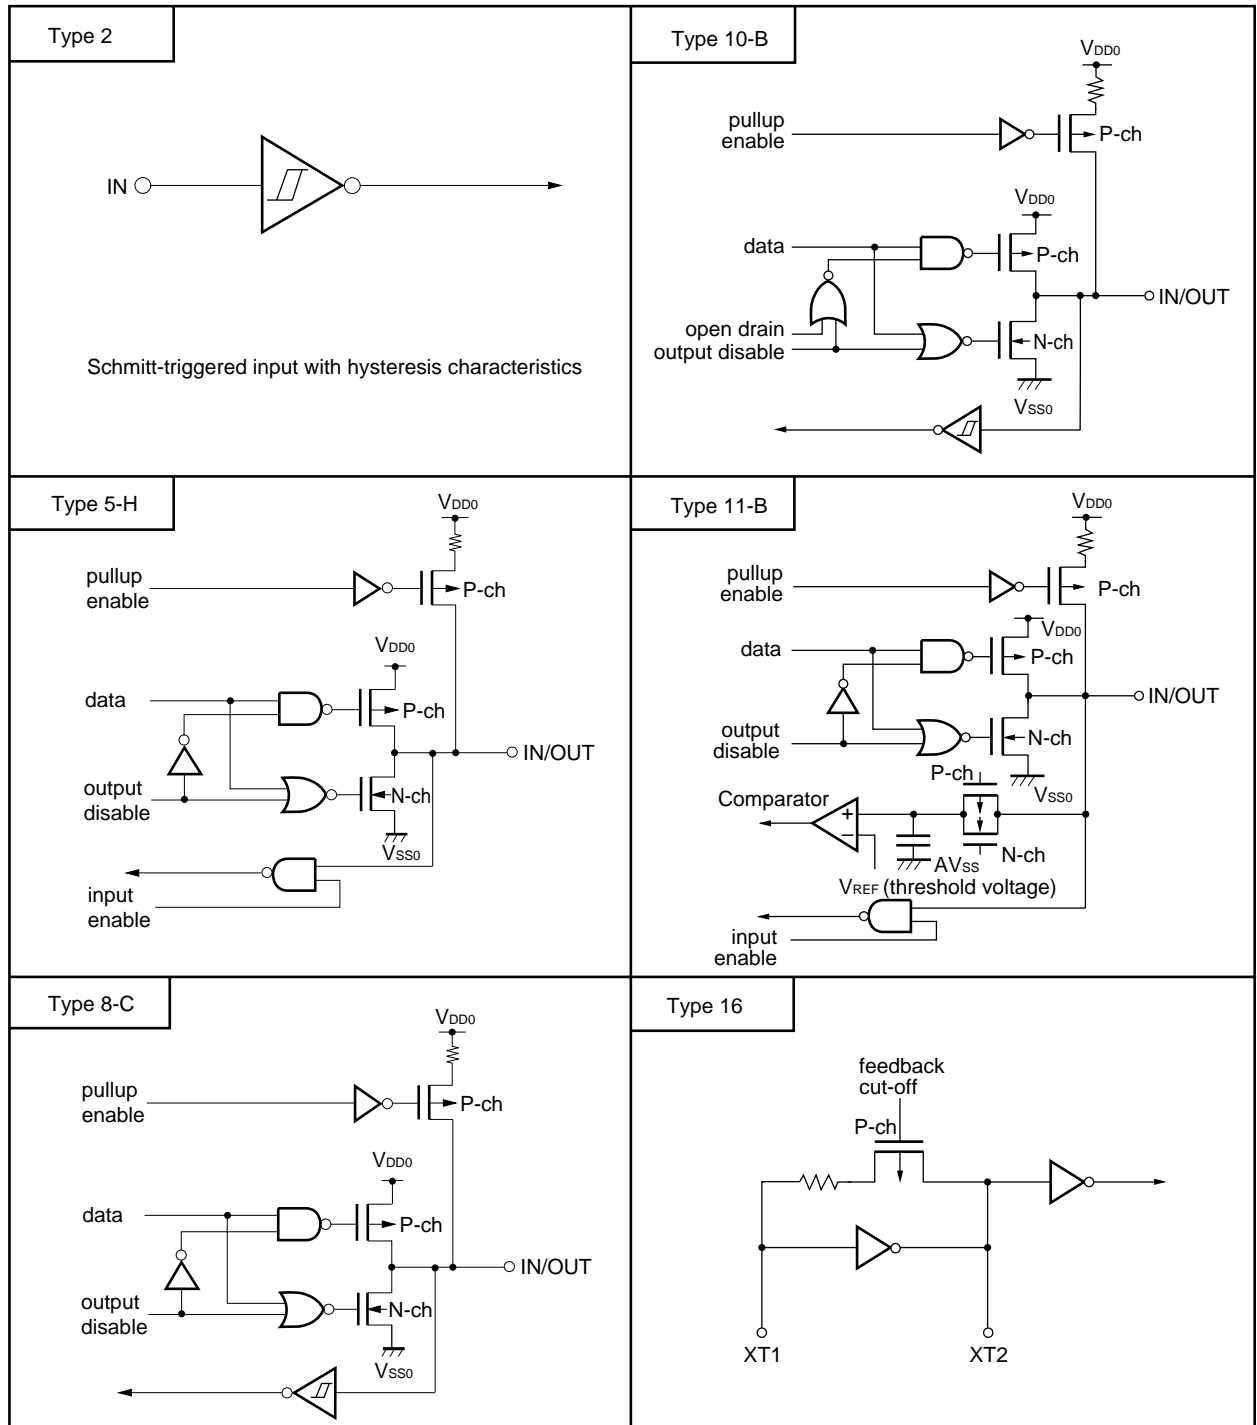 Type 2
IN
Schmitt-triggered input with hysteresis characteristics
Type 10-B
VDD0
pullup
enable
P-ch
VDD0
data
P-ch
IN/OUT
open drain
output disable
N-ch
VSS0
Type 5-H
VDD0
pullup
enable
P-ch
VDD0
data
P-ch
IN/OUT
output
disable
N-ch
VSS0
input
enable
Type 11-B
VDD0
pullup
enable
P-ch
VDD0
data
P-ch
IN/OUT
output
disable
N-ch
P-ch
VSS0
Comparator
+
−
N-ch
AVSS
VREF (threshold voltage)
input
enable
Type 8-C
VDD0
pullup
enable
P-ch
VDD0
data
P-ch
IN/OUT
output
disable
N-ch
VSS0
Type 16
feedback
cut-off
P-ch
XT1
XT2